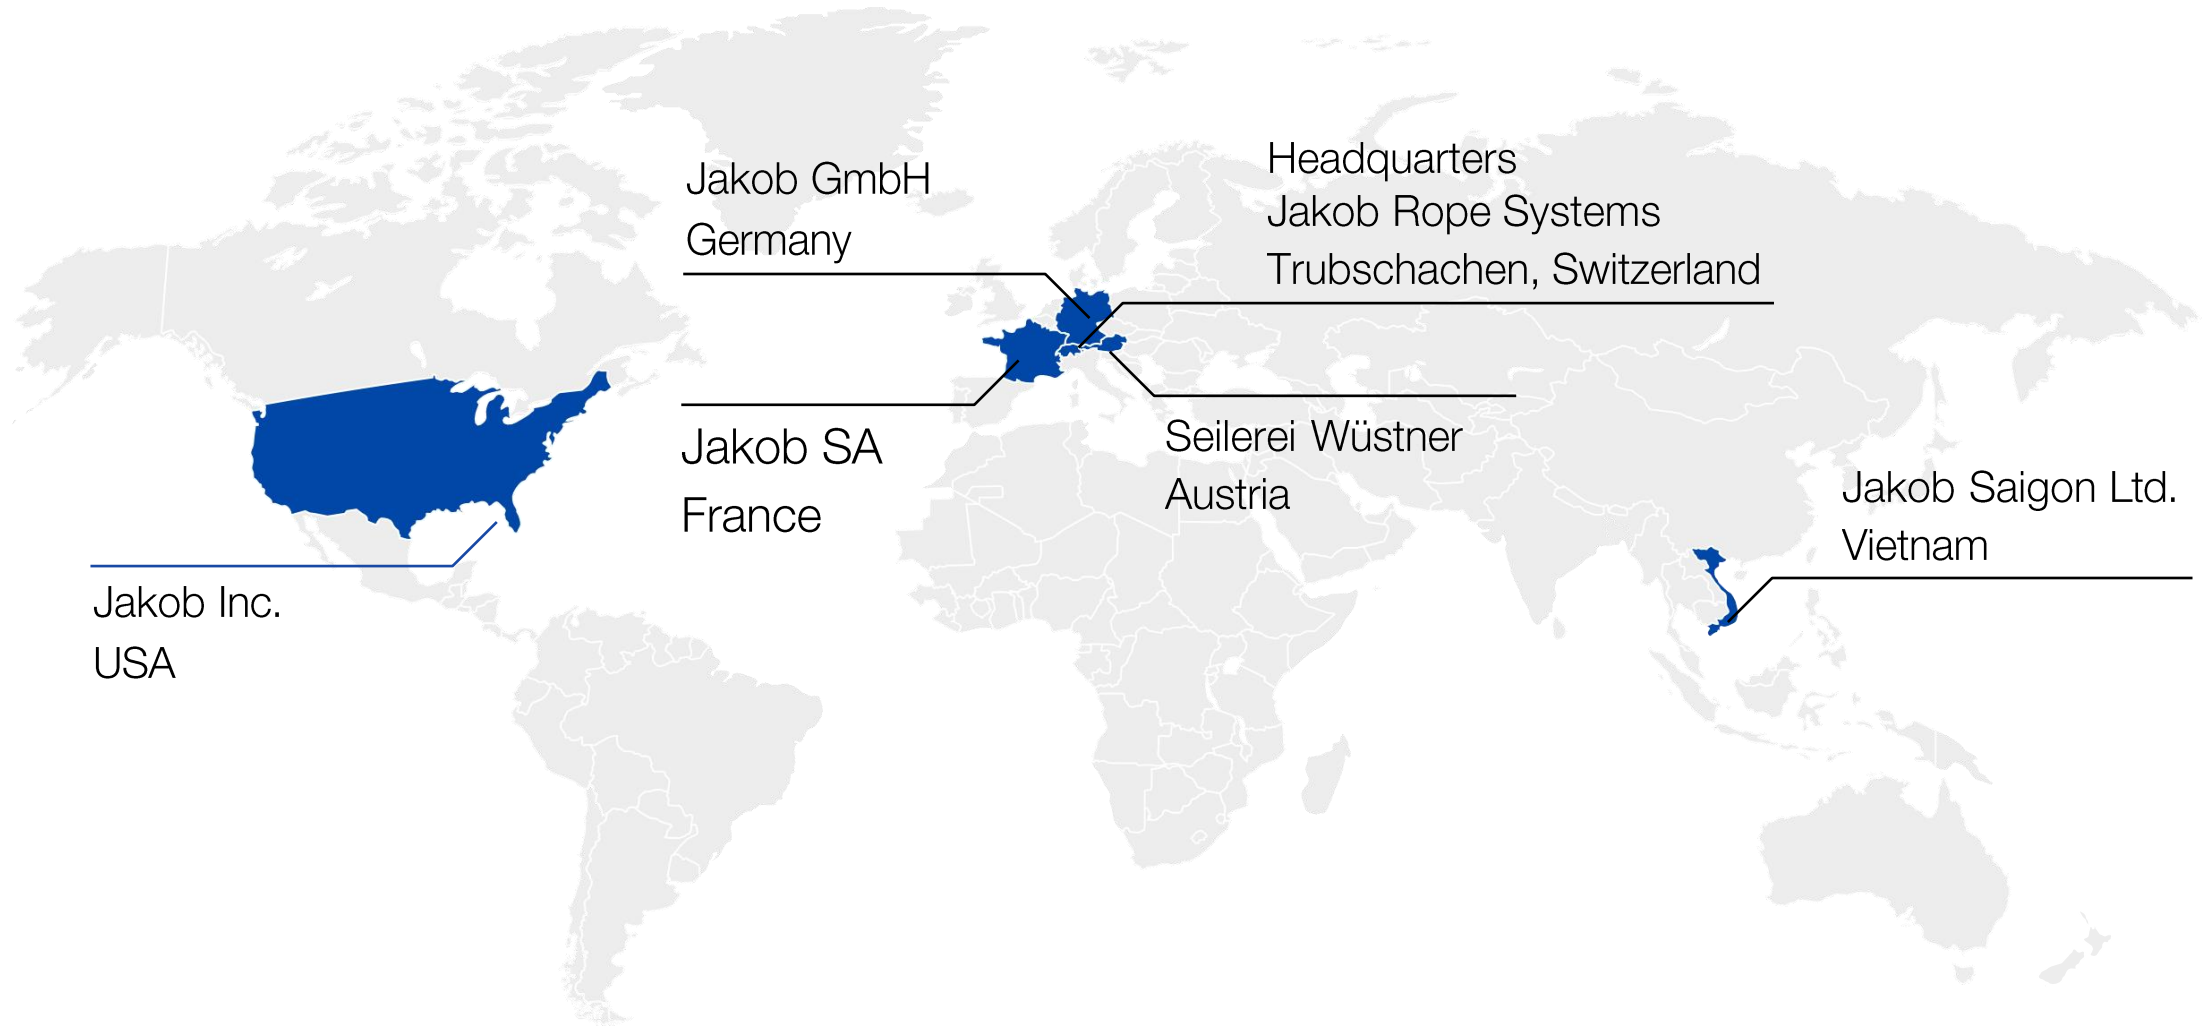 Jakob GmbH
Germany
Headquarters
Jakob Rope Systems
Trubschachen, Switzerland
Jakob SA
France
Seilerei Wüstner
Austria
Jakob Saigon Ltd.
Vietnam
Jakob Inc.
USA